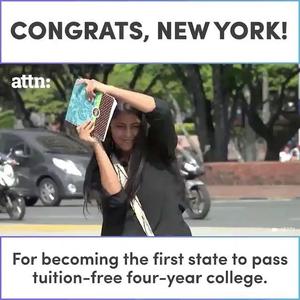 CONGRATS, NEW YORK!
attn:
For becoming the first state to pass
tuition-free four-year college.